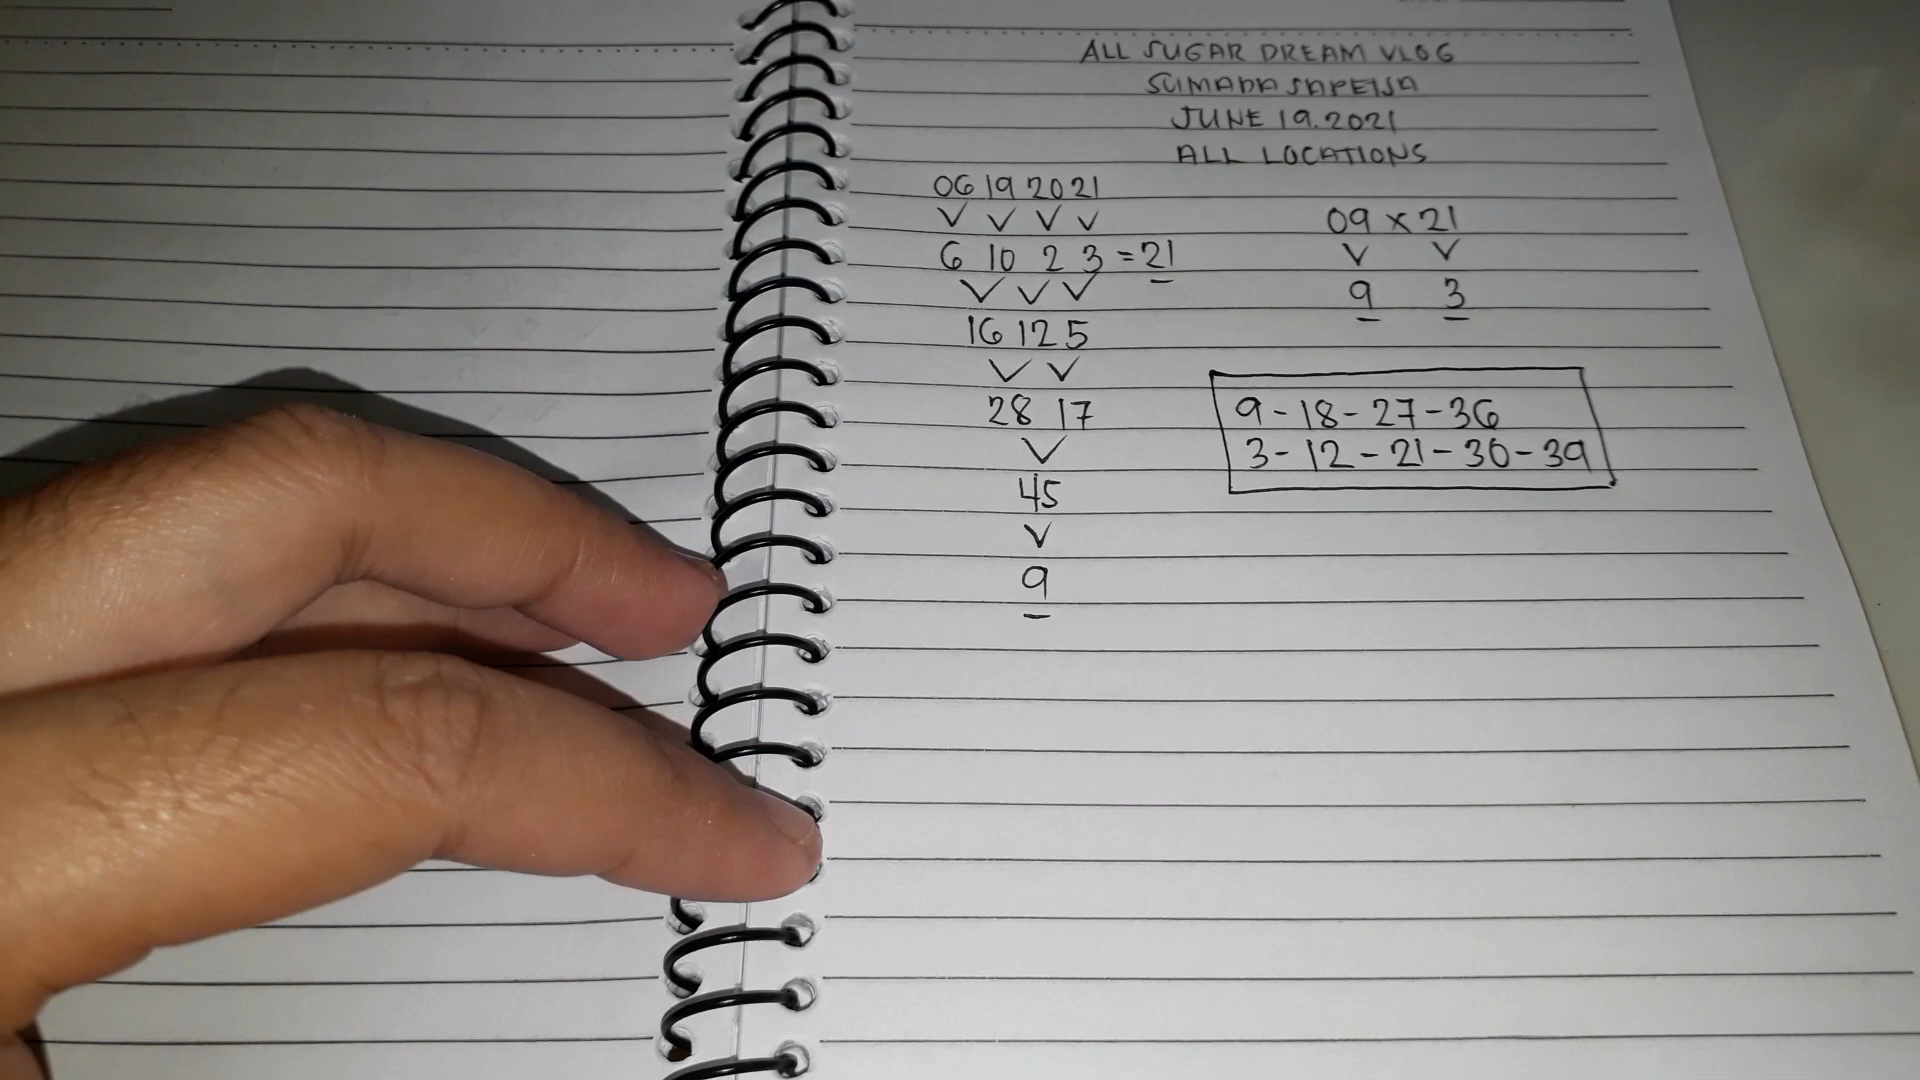 ALL SUGAR DREAM VLOG
SUMADA SAPEISA
JUNE 19.2021
ALL LOCATIONS
06 19 20 21
6 10 2 3 = 21
16 12 5
28 17
45
9
09 x 21
9 3
9 - 18 - 27 - 36
3 - 12 - 21 - 30 - 39